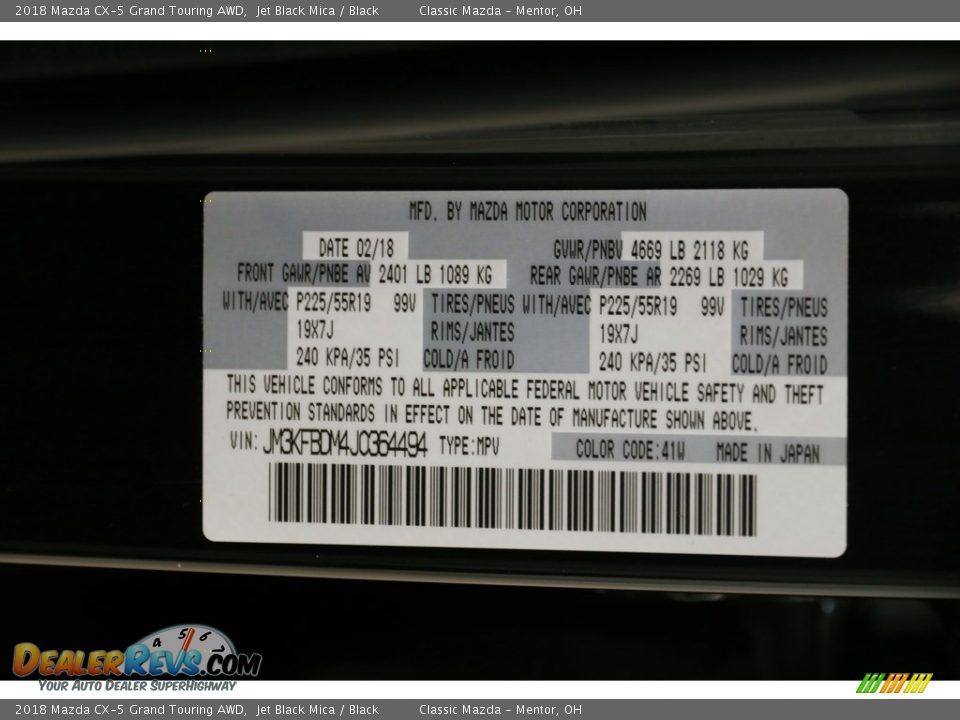 2018 Mazda CX-5 Grand Touring AWD, Jet Black Mica / Black Classic Mazda - Mentor, OH
MFD. BY MAZDA MOTOR CORPORATION
DATE 02/18 GVWR/PNBV 4669 LB 2118 KG
FRONT GAWR/PNBE AV 2401 LB 1089 KG REAR GAWR/PNBE AR 2269 LB 1029 KG
WITH/AVEC P225/55R19 99V TIRES/PNEUS WITH/AVEC P225/55R19 99V TIRES/PNEUS
19X7J RIMS/JANTES 19X7J RIMS/JANTES
240 KPA/35 PSI COLD/A FROID 240 KPA/35 PSI COLD/A FROID
THIS VEHICLE CONFORMS TO ALL APPLICABLE FEDERAL MOTOR VEHICLE SAFETY AND THEFT
PREVENTION STANDARDS IN EFFECT ON THE DATE OF MANUFACTURE SHOWN ABOVE.
VIN: JM3KFBDM4J0364494 TYPE:MPV COLOR CODE:41W MADE IN JAPAN
4 5 6
DEALERREVS.COM
YOUR AUTO DEALER SUPERHIGHWAY
2018 Mazda CX-5 Grand Touring AWD, Jet Black Mica / Black Classic Mazda - Mentor, OH